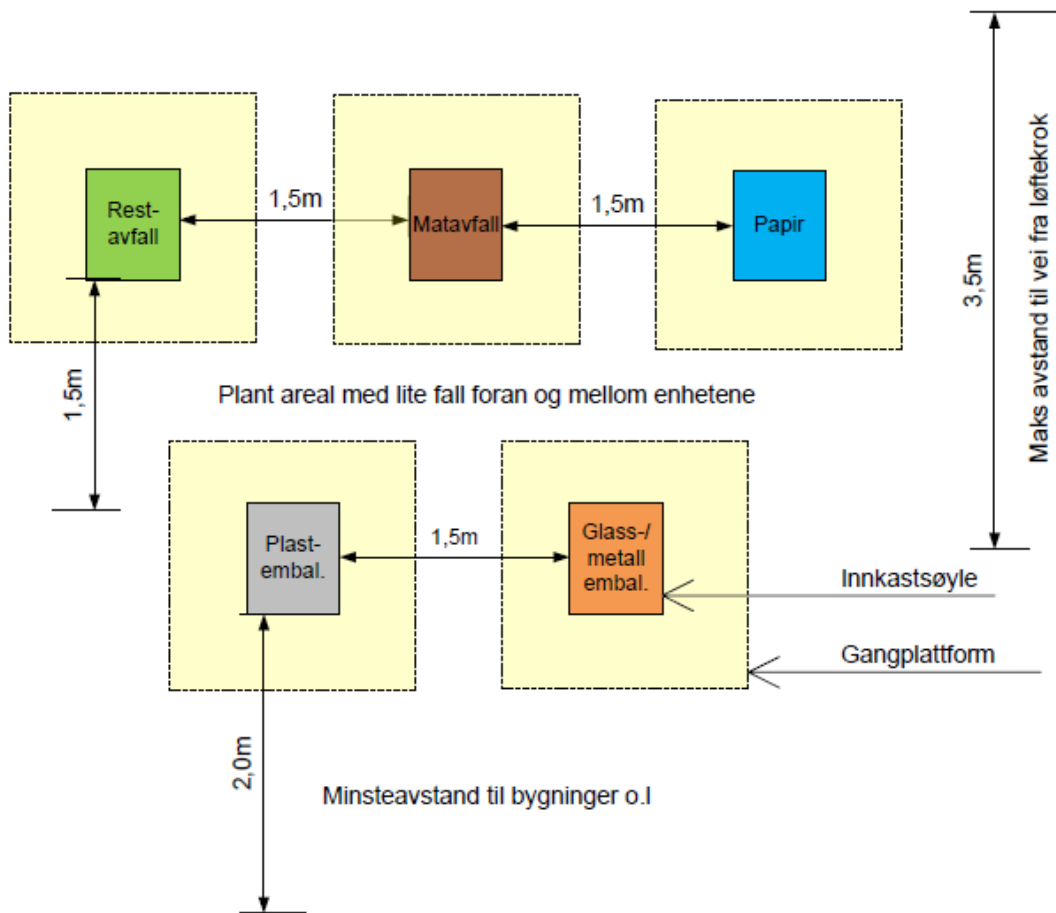 Rest-
avfall
1,5m
Matavfall
1,5m
Papir
3,5m
Maks avstand til vei fra løftekrok
1,5m
Plant areal med lite fall foran og mellom enhetene
Plast-
embal.
1,5m
Glass-/
metall
embal.
Innkastsøyle
Gangplattform
2,0m
Minsteavstand til bygninger o.l